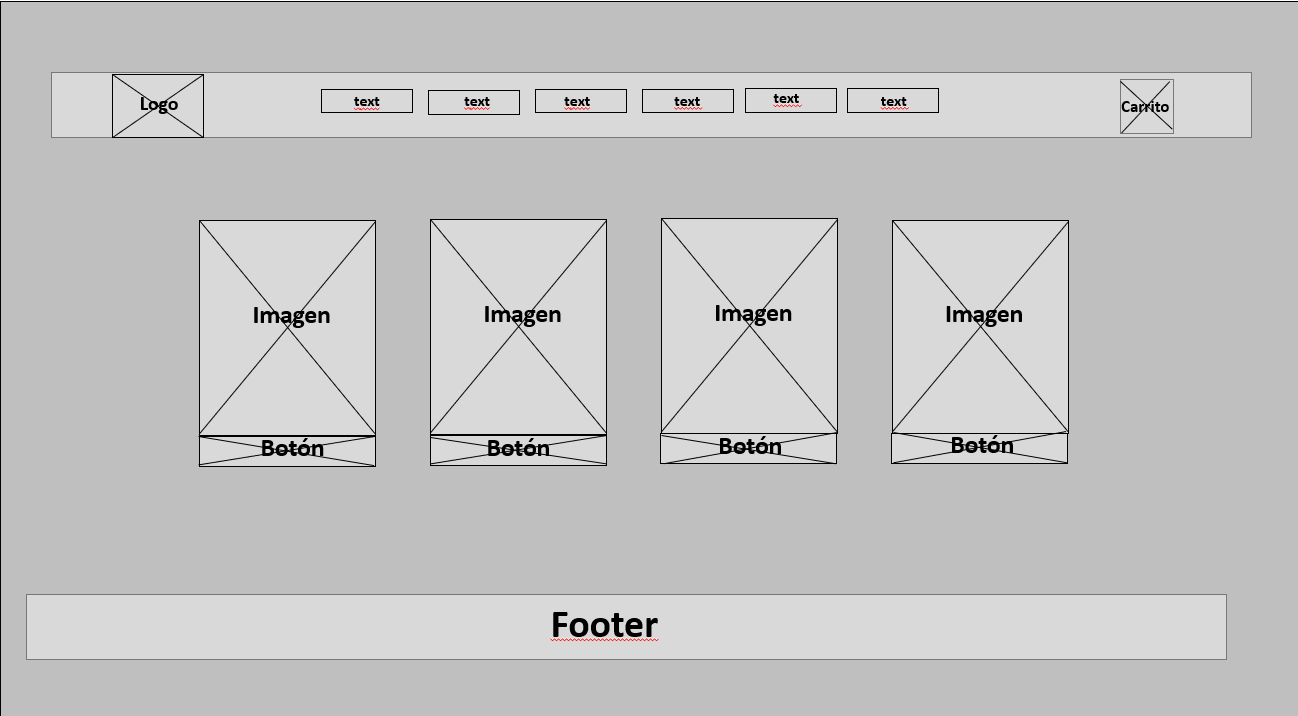 Logo
text
text
text
text
text
text
Carrito
Imagen
Imagen
Imagen
Imagen
Botón
Botón
Botón
Botón
Footer